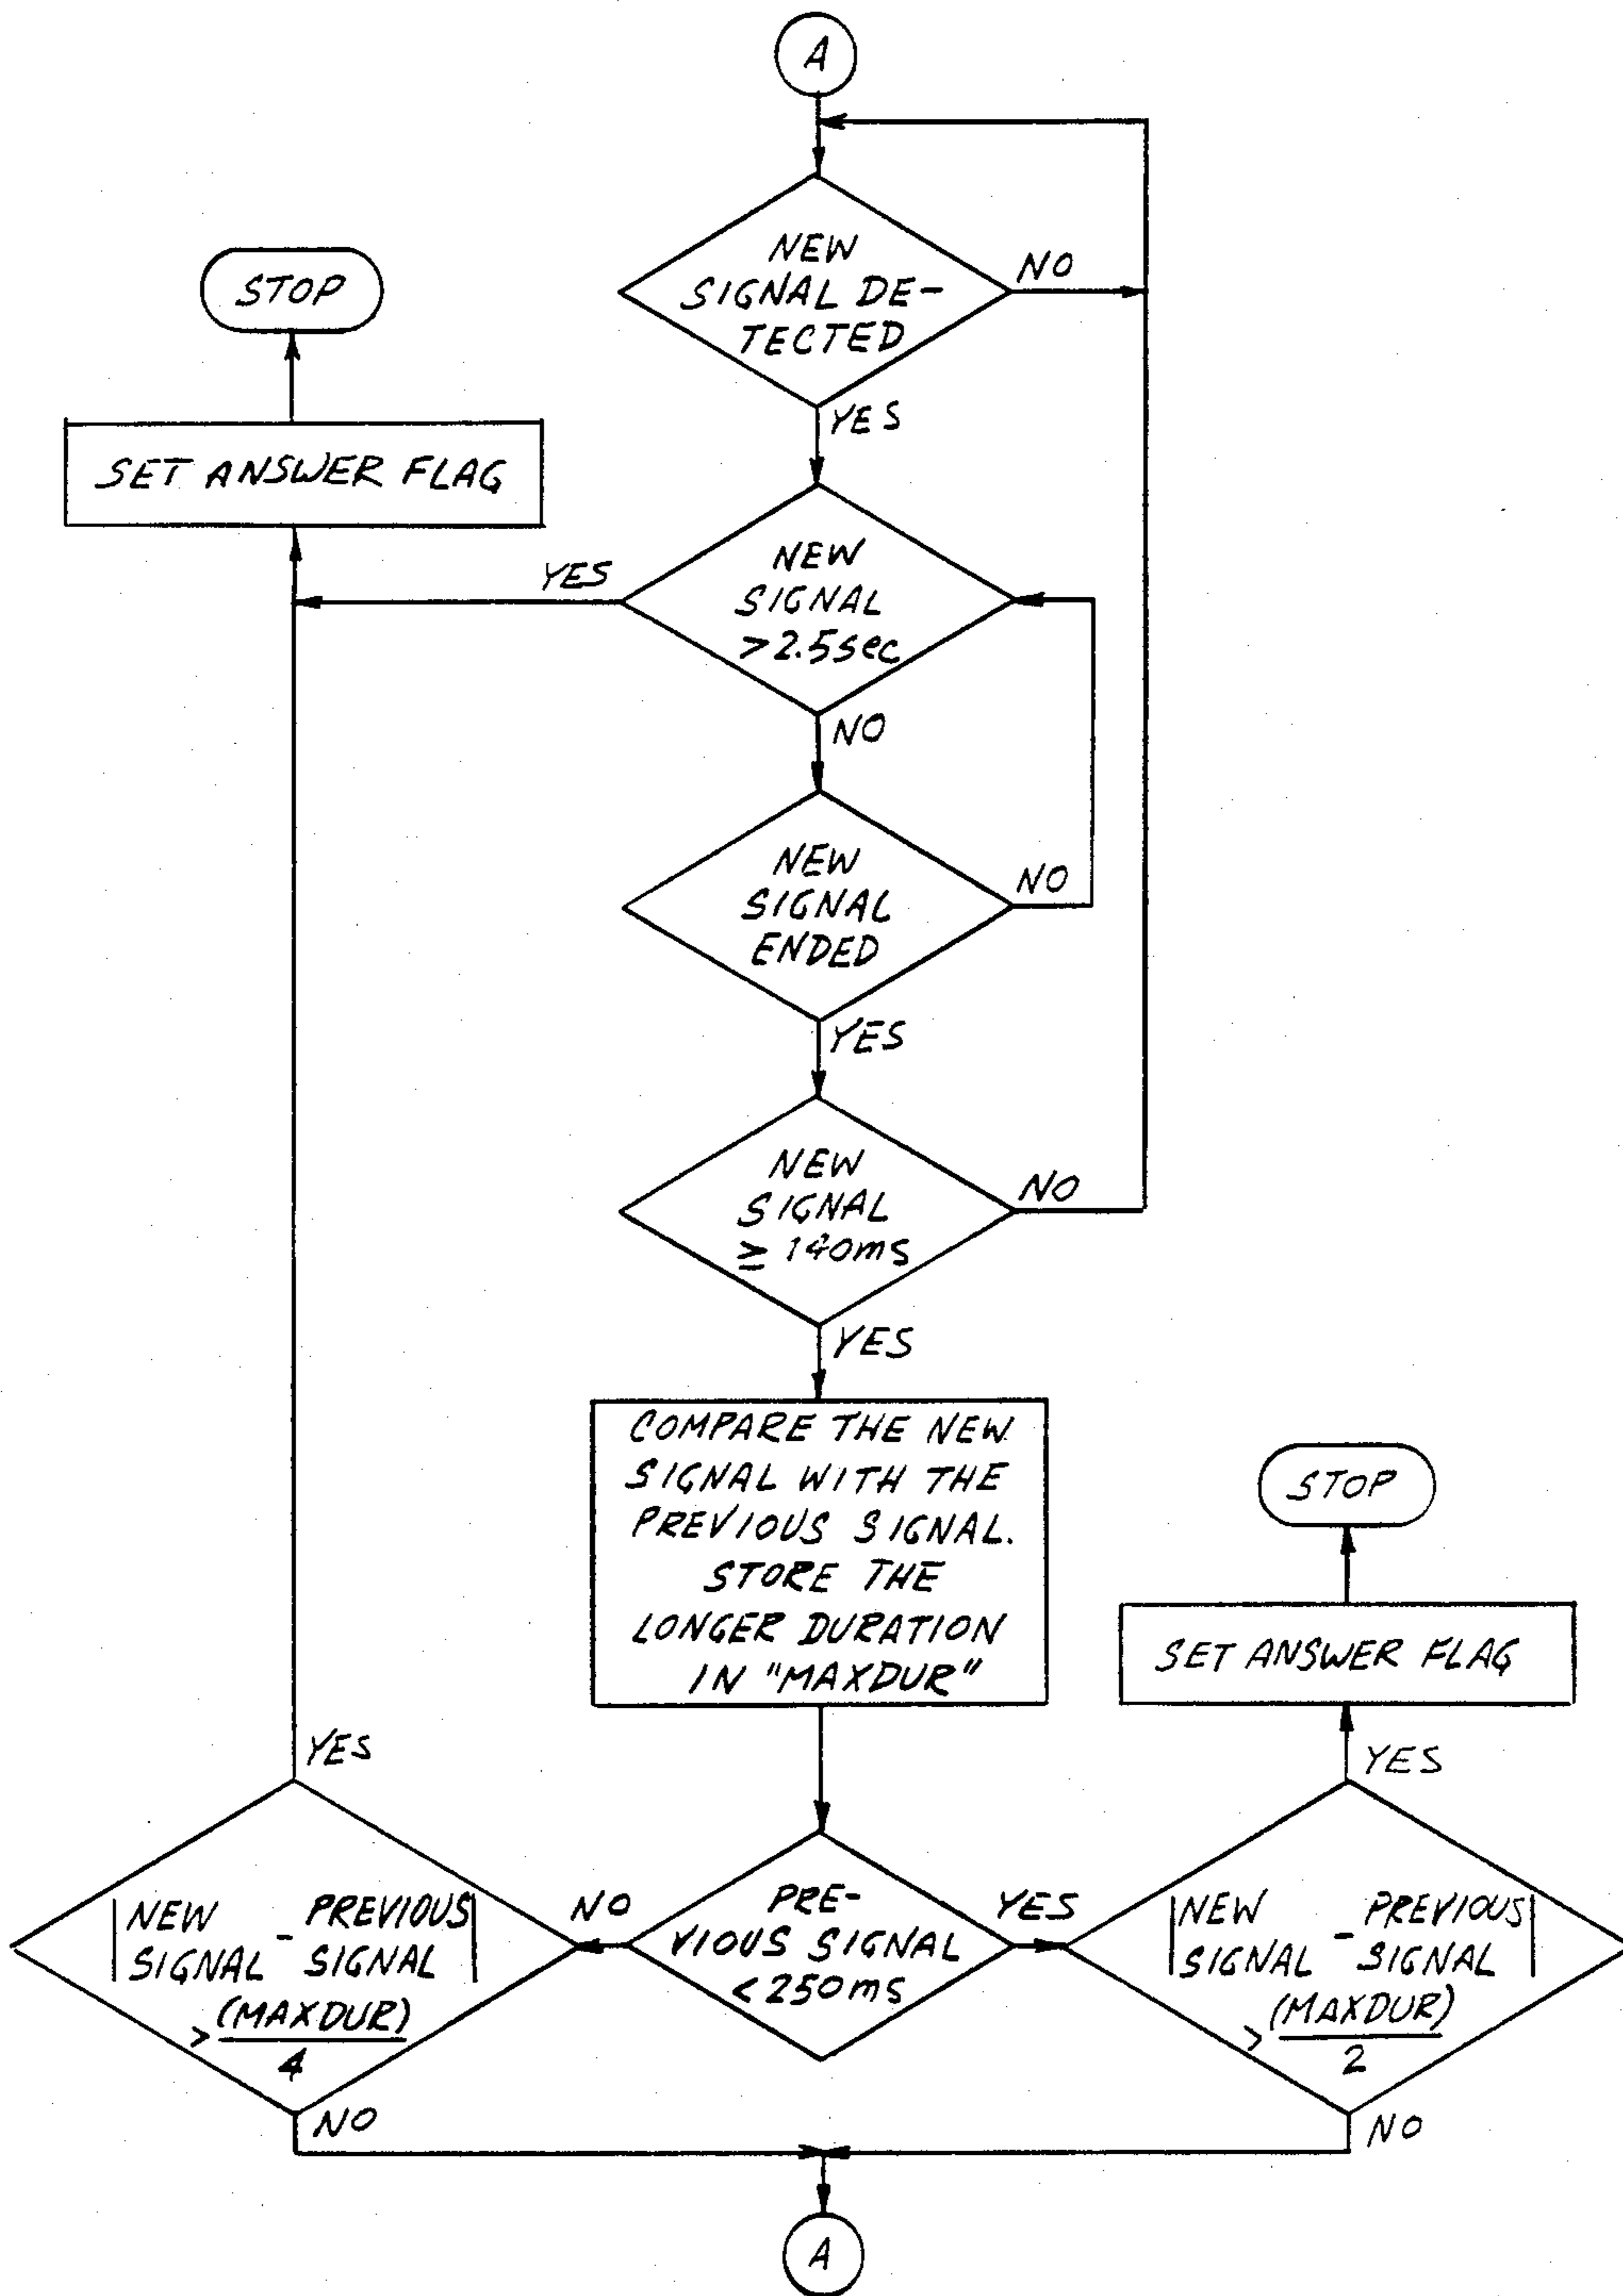 A
NEW
SIGNAL DE-
TECTED
NO
YES
STOP
SET ANSWER FLAG
NEW
SIGNAL
>2.5sec
YES
NO
NEW
SIGNAL
ENDED
NO
YES
NEW
SIGNAL
≥ 140ms
NO
YES
COMPARE THE NEW
SIGNAL WITH THE
PREVIOUS SIGNAL.
STORE THE
LONGER DURATION
IN "MAXDUR"
STOP
SET ANSWER FLAG
YES
YES
PRE-
VIOUS SIGNAL
<250ms
NO
YES
|NEW SIGNAL - PREVIOUS SIGNAL|
> (MAXDUR)
4
NO
|NEW SIGNAL - PREVIOUS SIGNAL|
> (MAXDUR)
2
NO
A